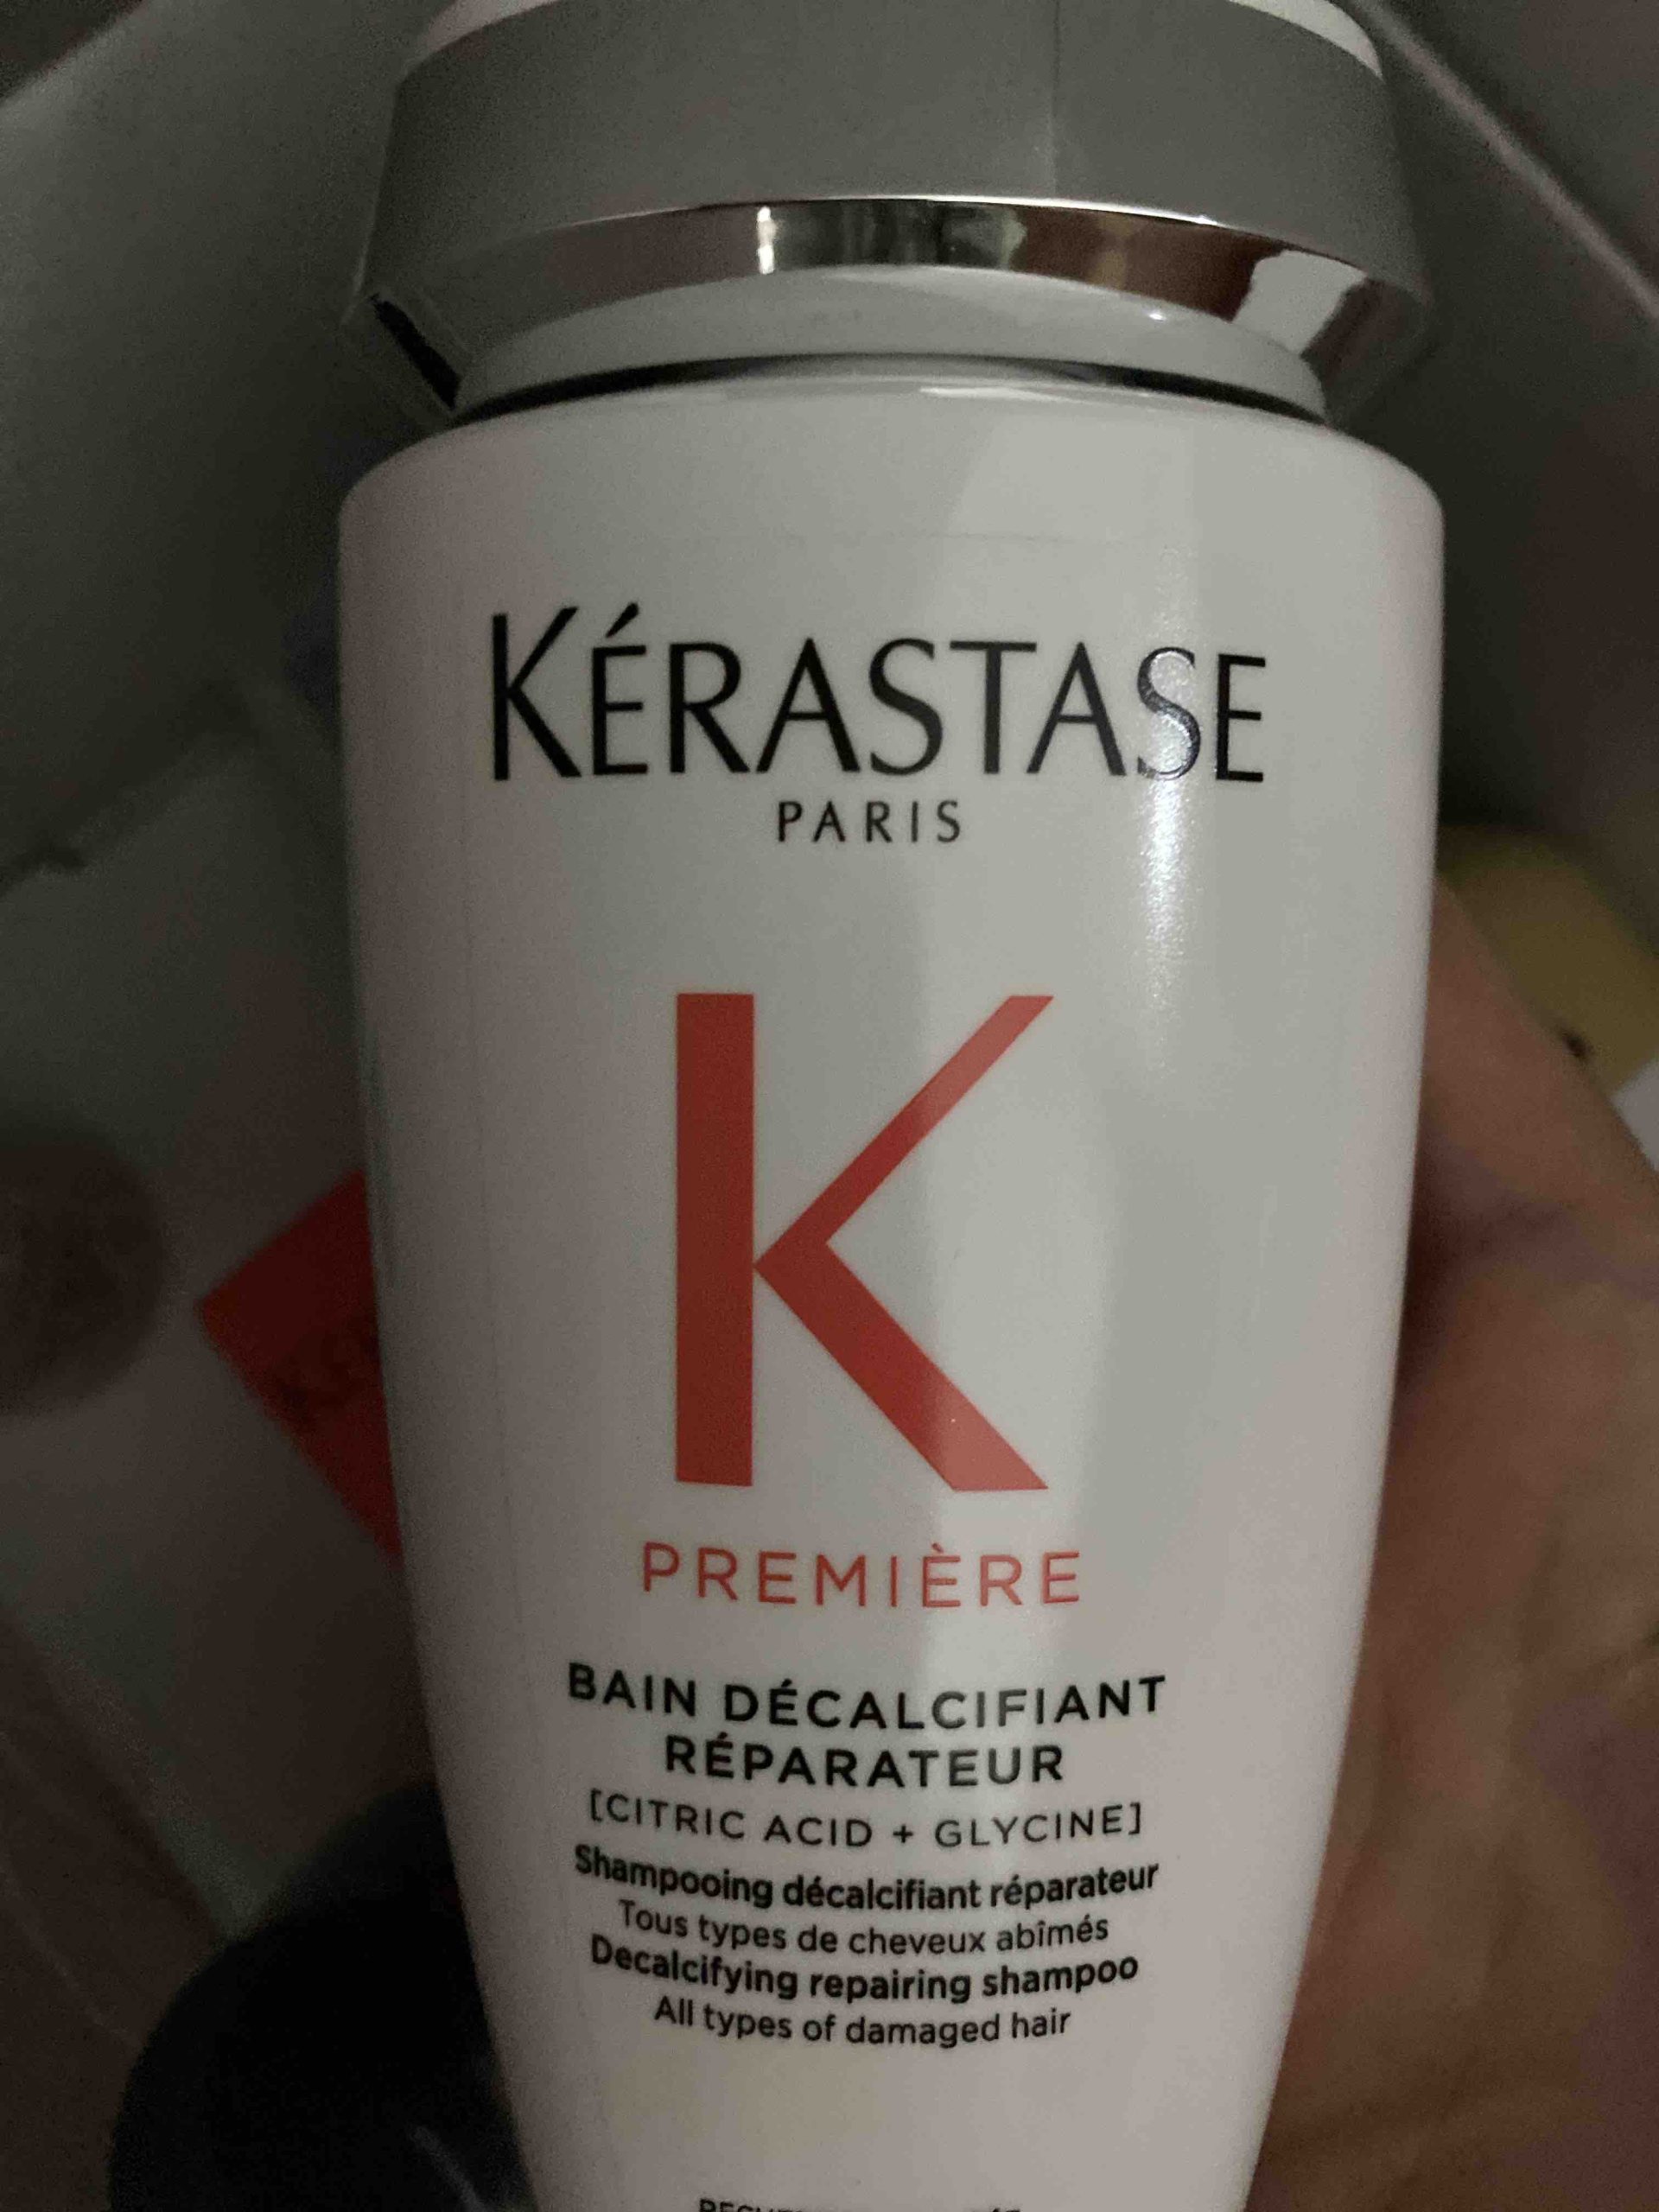 KÉRASTASE
PARIS
K
PREMIÈRE
BAIN DÉCALCIFIANT
RÉPARATEUR
[CITRIC ACID + GLYCINE]
Shampooing décalcifiant réparateur
Tous types de cheveux abîmés
Decalcifying repairing shampoo
All types of damaged hair